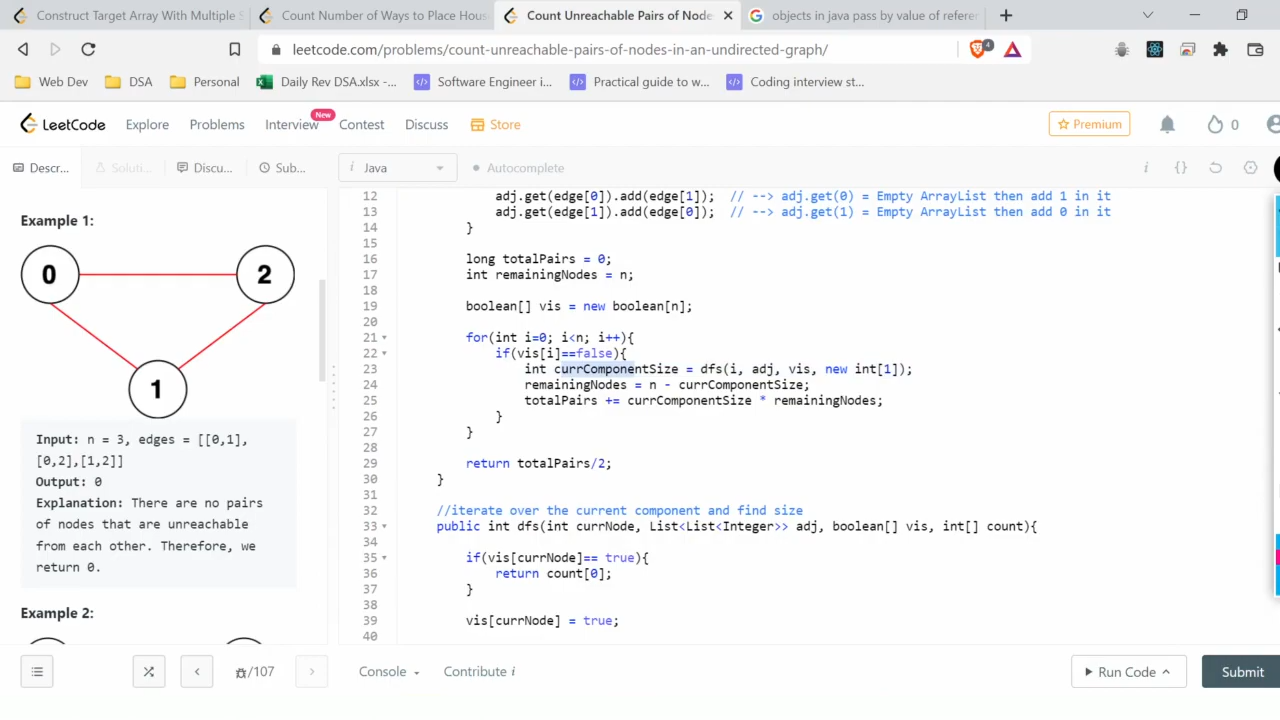 Construct Target Array With Multiple S
Count Number of Ways to Place Hous
Count Unreachable Pairs of Node
objects in java pass by value of refere
leetcode.com/problems/count-unreachable-pairs-of-nodes-in-an-undirected-graph/
4
Web Dev
DSA
Personal
Daily Rev DSA.xlsx -...
Software Engineer i...
Practical guide to w...
Coding interview st...
LeetCode
Explore
Problems
Interview
New
Contest
Discuss
Store
Premium
0
Descr...
Soluti...
Discu...
Sub...
i Java
Autocomplete
i {}
Example 1:
0
2
1
Input: n = 3, edges = [[0,1],
[0,2],[1,2]]
Output: 0
Explanation: There are no pairs
of nodes that are unreachable
from each other. Therefore, we
return 0.
Example 2:
12 adj.get(edge[0]).add(edge[1]); // --> adj.get(0) = Empty ArrayList then add 1 in it
13 adj.get(edge[1]).add(edge[0]); // --> adj.get(1) = Empty ArrayList then add 0 in it
14 }
15
16 long totalPairs = 0;
17 int remainingNodes = n;
18
19 boolean[] vis = new boolean[n];
20
21 for(int i=0; i<n; i++){
22 if(vis[i]==false){
23 int currComponentSize = dfs(i, adj, vis, new int[1]);
24 remainingNodes = n - currComponentSize;
25 totalPairs += currComponentSize * remainingNodes;
26 }
27 }
28
29 return totalPairs/2;
30 }
31
32 //iterate over the current component and find size
33 public int dfs(int currNode, List<List<Integer>> adj, boolean[] vis, int[] count){
34
35 if(vis[currNode]== true){
36 return count[0];
37 }
38
39 vis[currNode] = true;
40
/107
Console
Contribute i
Run Code
Submit